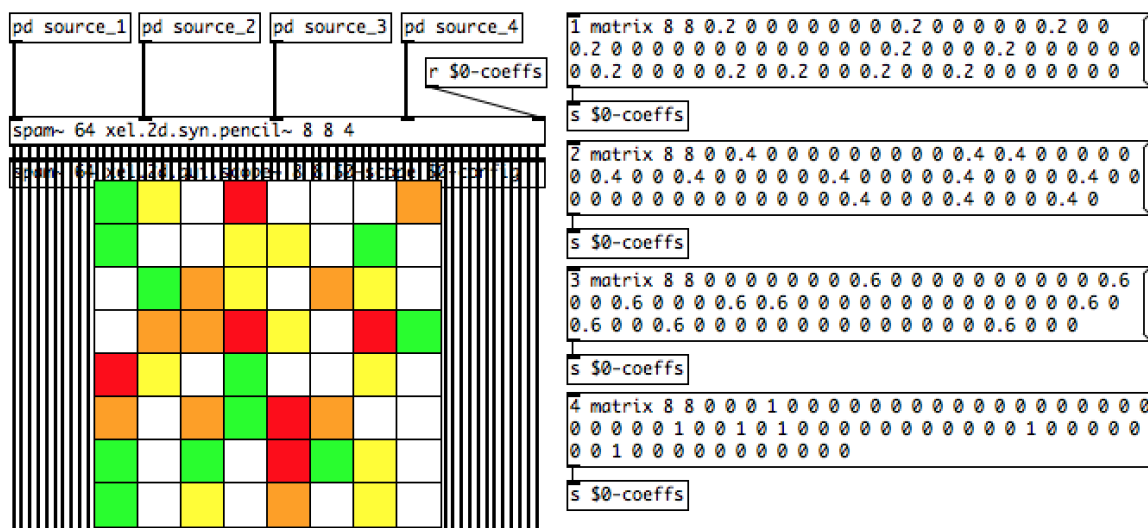 pd source_1
pd source_2
pd source_3
pd source_4
r $0-coeffs
spam~ 64 xel.2d.syn.pencil~ 8 8 4
spam~ 64 xel.2d.gui.scope~ 8 8 $0-scope $0-config
1 matrix 8 8 0.2 0 0 0 0 0 0 0 0.2 0 0 0 0 0 0 0.2 0 0
0.2 0 0 0 0 0 0 0 0 0 0 0 0 0 0.2 0 0 0 0.2 0 0 0 0 0 0
0 0.2 0 0 0 0 0.2 0 0.2 0 0 0 0.2 0 0 0.2 0 0 0 0 0 0 0
s $0-coeffs
2 matrix 8 8 0 0.4 0 0 0 0 0 0 0 0 0 0.4 0.4 0 0 0 0 0
0 0.4 0 0 0.4 0 0 0 0 0 0.4 0 0 0 0 0.4 0 0 0 0 0.4 0 0
0 0 0 0 0 0 0 0 0 0 0 0 0 0.4 0 0 0 0.4 0 0 0 0 0.4 0
s $0-coeffs
3 matrix 8 8 0 0 0 0 0 0 0 0.6 0 0 0 0 0 0 0 0 0 0 0.6
0 0 0.6 0 0 0 0.6 0.6 0 0 0 0 0 0 0 0 0 0 0 0 0 0.6 0
0.6 0 0 0.6 0 0 0 0 0 0 0 0 0 0 0 0 0 0 0.6 0 0 0
s $0-coeffs
4 matrix 8 8 0 0 0 1 0 0 0 0 0 0 0 0 0 0 0 0 0 0 0 0 0
0 0 0 0 0 1 0 0 1 0 1 0 0 0 0 0 0 0 0 0 0 0 1 0 0 0 0 0
0 0 1 0 0 0 0 0 0 0 0 0 0 0
s $0-coeffs